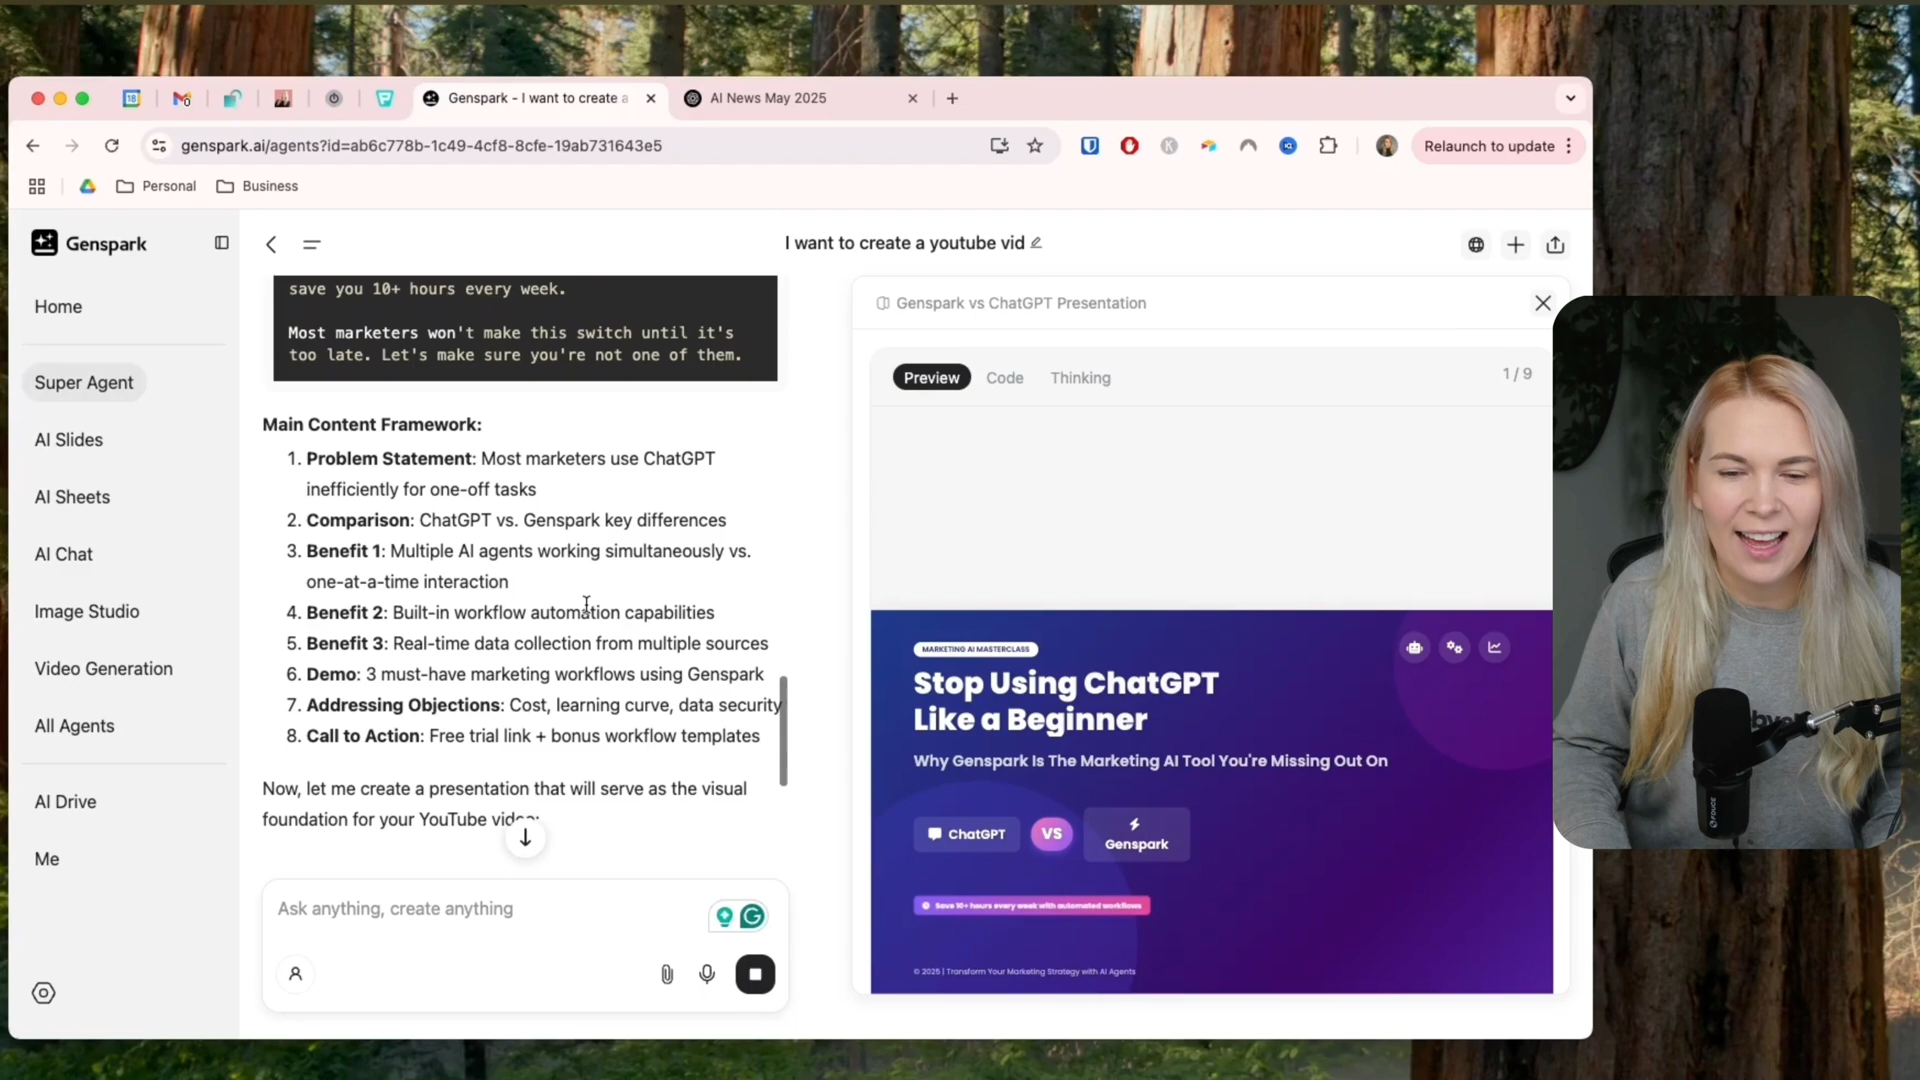 Genspark - I want to create a
AI News May 2025
genspark.ai/agents?id=ab6c778b-1c49-4cf8-8cfe-19ab731643e5
Relaunch to update
Personal
Business
Genspark
Home
Super Agent
AI Slides
AI Sheets
AI Chat
Image Studio
Video Generation
All Agents
AI Drive
Me
I want to create a youtube vid
save you 10+ hours every week.
Most marketers won't make this switch until it's
too late. Let's make sure you're not one of them.
Main Content Framework:
1. Problem Statement: Most marketers use ChatGPT
inefficiently for one-off tasks
2. Comparison: ChatGPT vs. Genspark key differences
3. Benefit 1: Multiple AI agents working simultaneously vs.
one-at-a-time interaction
4. Benefit 2: Built-in workflow automation capabilities
5. Benefit 3: Real-time data collection from multiple sources
6. Demo: 3 must-have marketing workflows using Genspark
7. Addressing Objections: Cost, learning curve, data security
8. Call to Action: Free trial link + bonus workflow templates
Now, let me create a presentation that will serve as the visual
foundation for your YouTube video:
Ask anything, create anything
Genspark vs ChatGPT Presentation
Preview
Code
Thinking
1 / 9
MARKETING AI MASTERCLASS
Stop Using ChatGPT
Like a Beginner
Why Genspark Is The Marketing AI Tool You're Missing Out On
ChatGPT
VS
Genspark
Save 10+ hours every week with automated workflows
© 2025 | Transform Your Marketing Strategy with AI Agents